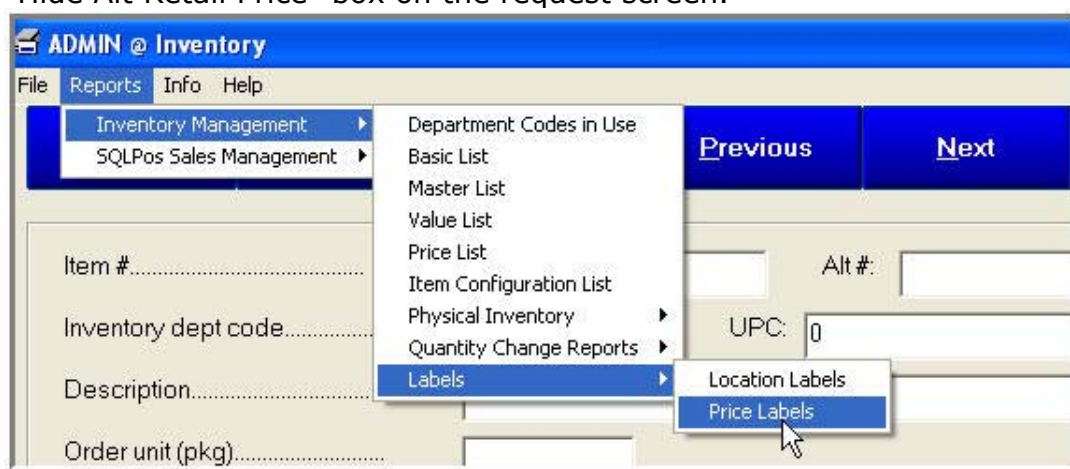 "Hide Alt Retail Price" box on the request screen.
ADMIN @ Inventory
File Reports Info Help
Inventory Management
SQLPos Sales Management
Department Codes in Use
Basic List
Master List
Value List
Price List
Item Configuration List
Physical Inventory
Quantity Change Reports
Labels
Location Labels
Price Labels
Previous Next
Item #......................................... Alt #:
Inventory dept code............... UPC: 0
Description................................
Order unit (pkg)..........................